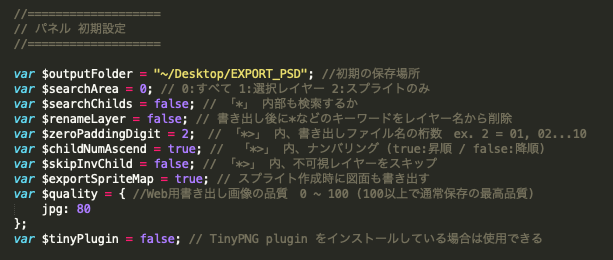 //===================
// パネル 初期設定
//===================
var $outputFolder = "~/Desktop/EXPORT_PSD"; //初期の保存場所
var $searchArea = 0; // 0:すべて 1:選択レイヤー 2:スプライトのみ
var $searchChilds = false; // 「*」 内部も検索するか
var $renameLayer = false; // 書き出し後に*などのキーワードをレイヤー名から削除
var $zeroPaddingDigit = 2; // 「*>」 内、書き出しファイル名の桁数 ex. 2 = 01, 02...10
var $childNumAscend = true; // 「*>」 内、ナンバリング (true:昇順 / false:降順)
var $skipInvChild = false; // 「*>」 内、不可視レイヤーをスキップ
var $exportSpriteMap = true; // スプライト作成時に図面も書き出す
var $quality = { //Web用書き出し画像の品質 0 ~ 100 (100以上で通常保存の最高品質)
jpg: 80
};
var $tinyPlugin = false; // TinyPNG plugin をインストールしている場合は使用できる